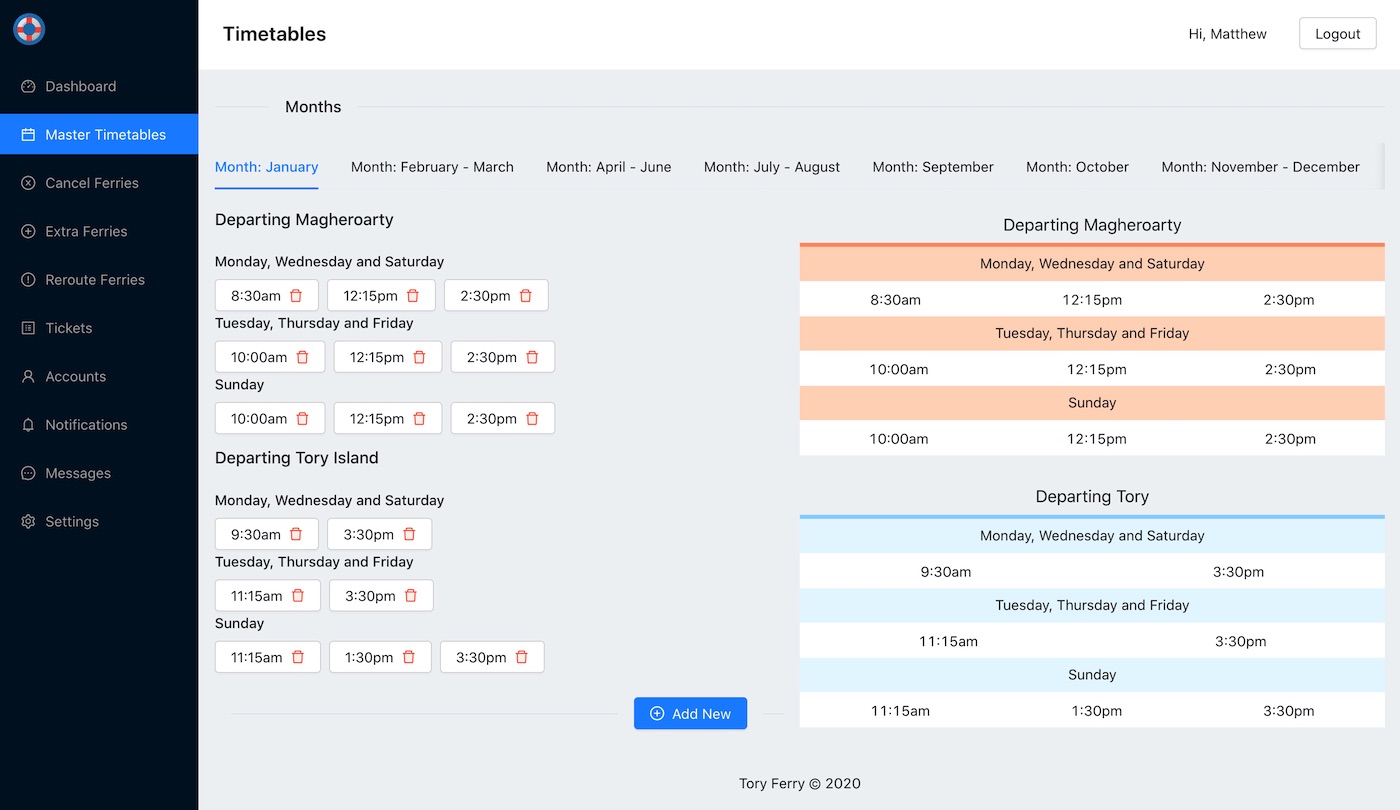 Timetables
Hi, Matthew
Logout
Dashboard
Master Timetables
Cancel Ferries
Extra Ferries
Reroute Ferries
Tickets
Accounts
Notifications
Messages
Settings
Months
Month: January Month: February - March Month: April - June Month: July - August Month: September Month: October Month: November - December
Departing Magheroarty
Monday, Wednesday and Saturday
8:30am 12:15pm 2:30pm
Tuesday, Thursday and Friday
10:00am 12:15pm 2:30pm
Sunday
10:00am 12:15pm 2:30pm
Departing Tory Island
Monday, Wednesday and Saturday
9:30am 3:30pm
Tuesday, Thursday and Friday
11:15am 3:30pm
Sunday
11:15am 1:30pm 3:30pm
Add New
Departing Magheroarty
Monday, Wednesday and Saturday
8:30am 12:15pm 2:30pm
Tuesday, Thursday and Friday
10:00am 12:15pm 2:30pm
Sunday
10:00am 12:15pm 2:30pm
Departing Tory
Monday, Wednesday and Saturday
9:30am 3:30pm
Tuesday, Thursday and Friday
11:15am 3:30pm
Sunday
11:15am 1:30pm 3:30pm
Tory Ferry © 2020